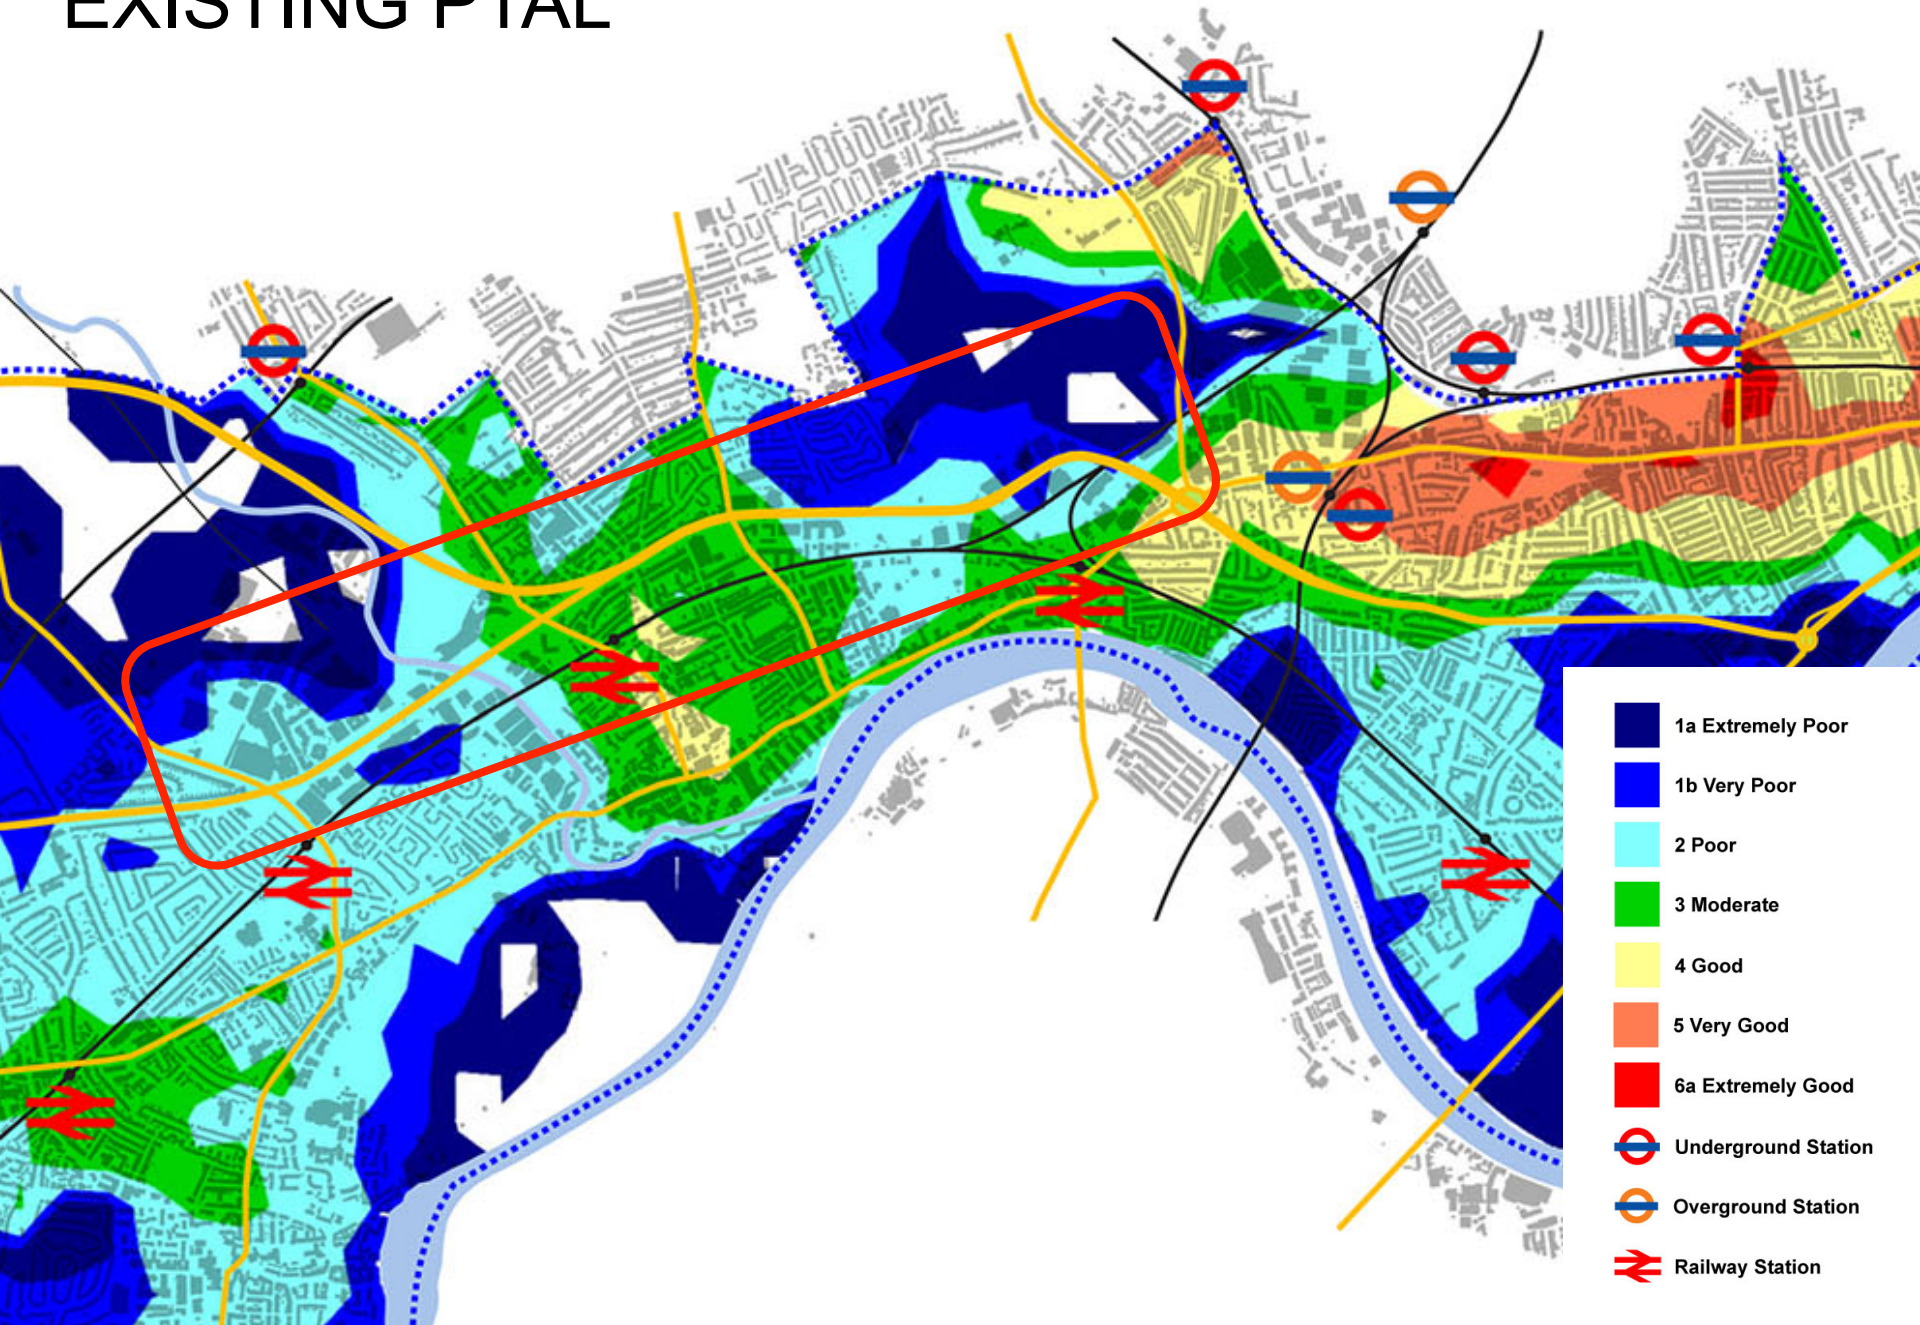 EXISTING PTAL
1a Extremely Poor
1b Very Poor
2 Poor
3 Moderate
4 Good
5 Very Good
6a Extremely Good
Underground Station
Overground Station
Railway Station